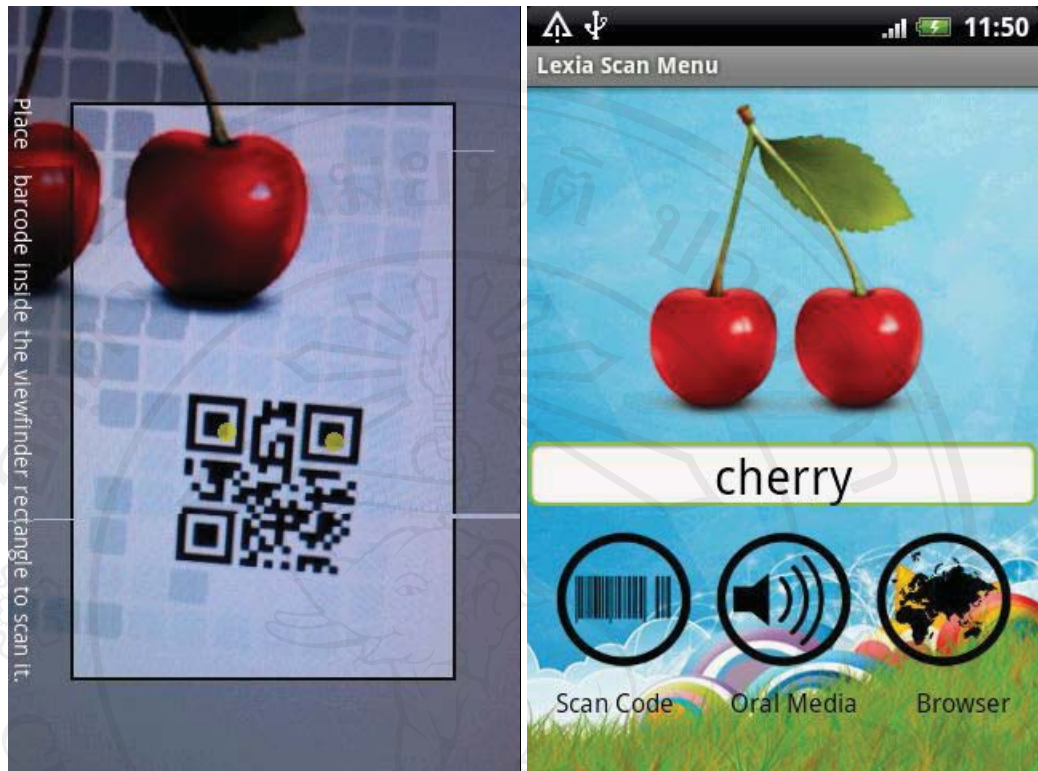 Place barcode inside the viewfinder rectangle to scan it.
11:50
Lexia Scan Menu
cherry
Scan Code
Oral Media
Browser